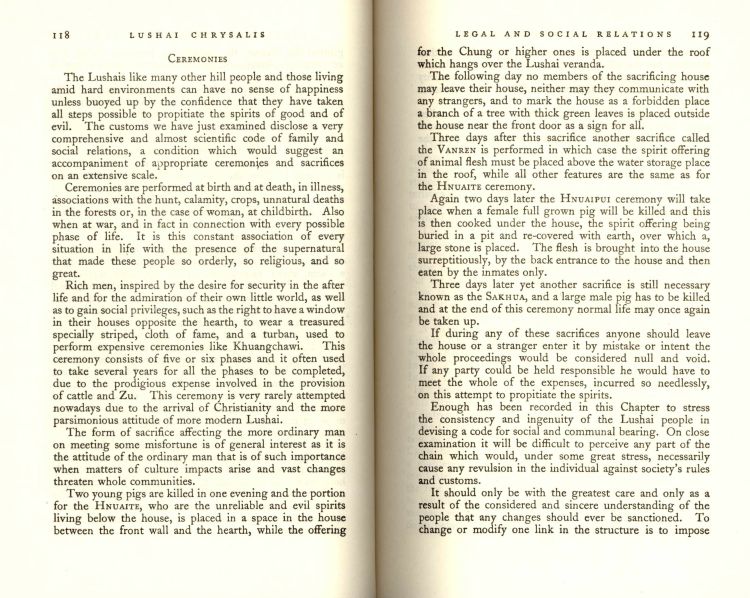 118 LUSHAI CHRYSALIS
CEREMONIES
The Lushais like many other hill people and those living
amid hard environments can have no sense of happiness
unless buoyed up by the confidence that they have taken
all steps possible to propitiate the spirits of good and of
evil. The customs we have just examined disclose a very
comprehensive and almost scientific code of family and
social relations, a condition which would suggest an
accompaniment of appropriate ceremonies and sacrifices
on an extensive scale.
Ceremonies are performed at birth and at death, in illness,
associations with the hunt, calamity, crops, unnatural deaths
in the forests or, in the case of woman, at childbirth. Also
when at war, and in fact in connection with every possible
phase of life. It is this constant association of every
situation in life with the presence of the supernatural
that made these people so orderly, so religious, and so
great.
Rich men, inspired by the desire for security in the after
life and for the admiration of their own little world, as well
as to gain social privileges, such as the right to have a window
in their houses opposite the hearth, to wear a treasured
specially striped, cloth of fame, and a turban, used to
perform expensive ceremonies like Khuangchawi. This
ceremony consists of five or six phases and it often used
to take several years for all the phases to be completed,
due to the prodigious expense involved in the provision
of cattle and Zu. This ceremony is very rarely attempted
nowadays due to the arrival of Christianity and the more
parsimonious attitude of more modern Lushai.
The form of sacrifice affecting the more ordinary man
on meeting some misfortune is of general interest as it is
the attitude of the ordinary man that is of such importance
when matters of culture impacts arise and vast changes
threaten whole communities.
Two young pigs are killed in one evening and the portion
for the HNUAITE, who are the unreliable and evil spirits
living below the house, is placed in a space in the house
between the front wall and the hearth, while the offering
LEGAL AND SOCIAL RELATIONS 119
for the Chung or higher ones is placed under the roof
which hangs over the Lushai veranda.
The following day no members of the sacrificing house
may leave their house, neither may they communicate with
any strangers, and to mark the house as a forbidden place
a branch of a tree with thick green leaves is placed outside
the house near the front door as a sign for all.
Three days after this sacrifice another sacrifice called
the VANREN is performed in which case the spirit offering
of animal flesh must be placed above the water storage place
in the roof, while all other features are the same as for
the HNUAITE ceremony.
Again two days later the HNUAIPUI ceremony will take
place when a female full grown pig will be killed and this
is then cooked under the house, the spirit offering being
buried in a pit and re-covered with earth, over which a,
large stone is placed. The flesh is brought into the house
surreptitiously, by the back entrance to the house and then
eaten by the inmates only.
Three days later yet another sacrifice is still necessary
known as the SAKHUA, and a large male pig has to be killed
and at the end of this ceremony normal life may once again
be taken up.
If during any of these sacrifices anyone should leave
the house or a stranger enter it by mistake or intent the
whole proceedings would be considered null and void.
If any party could be held responsible he would have to
meet the whole of the expenses, incurred so needlessly,
on this attempt to propitiate the spirits.
Enough has been recorded in this Chapter to stress
the consistency and ingenuity of the Lushai people in
devising a code for social and communal bearing. On close
examination it will be difficult to perceive any part of the
chain which would, under some great stress, necessarily
cause any revulsion in the individual against society's rules
and customs.
It should only be with the greatest care and only as a
result of the considered and sincere understanding of the
people that any changes should ever be sanctioned. To
change or modify one link in the structure is to impose